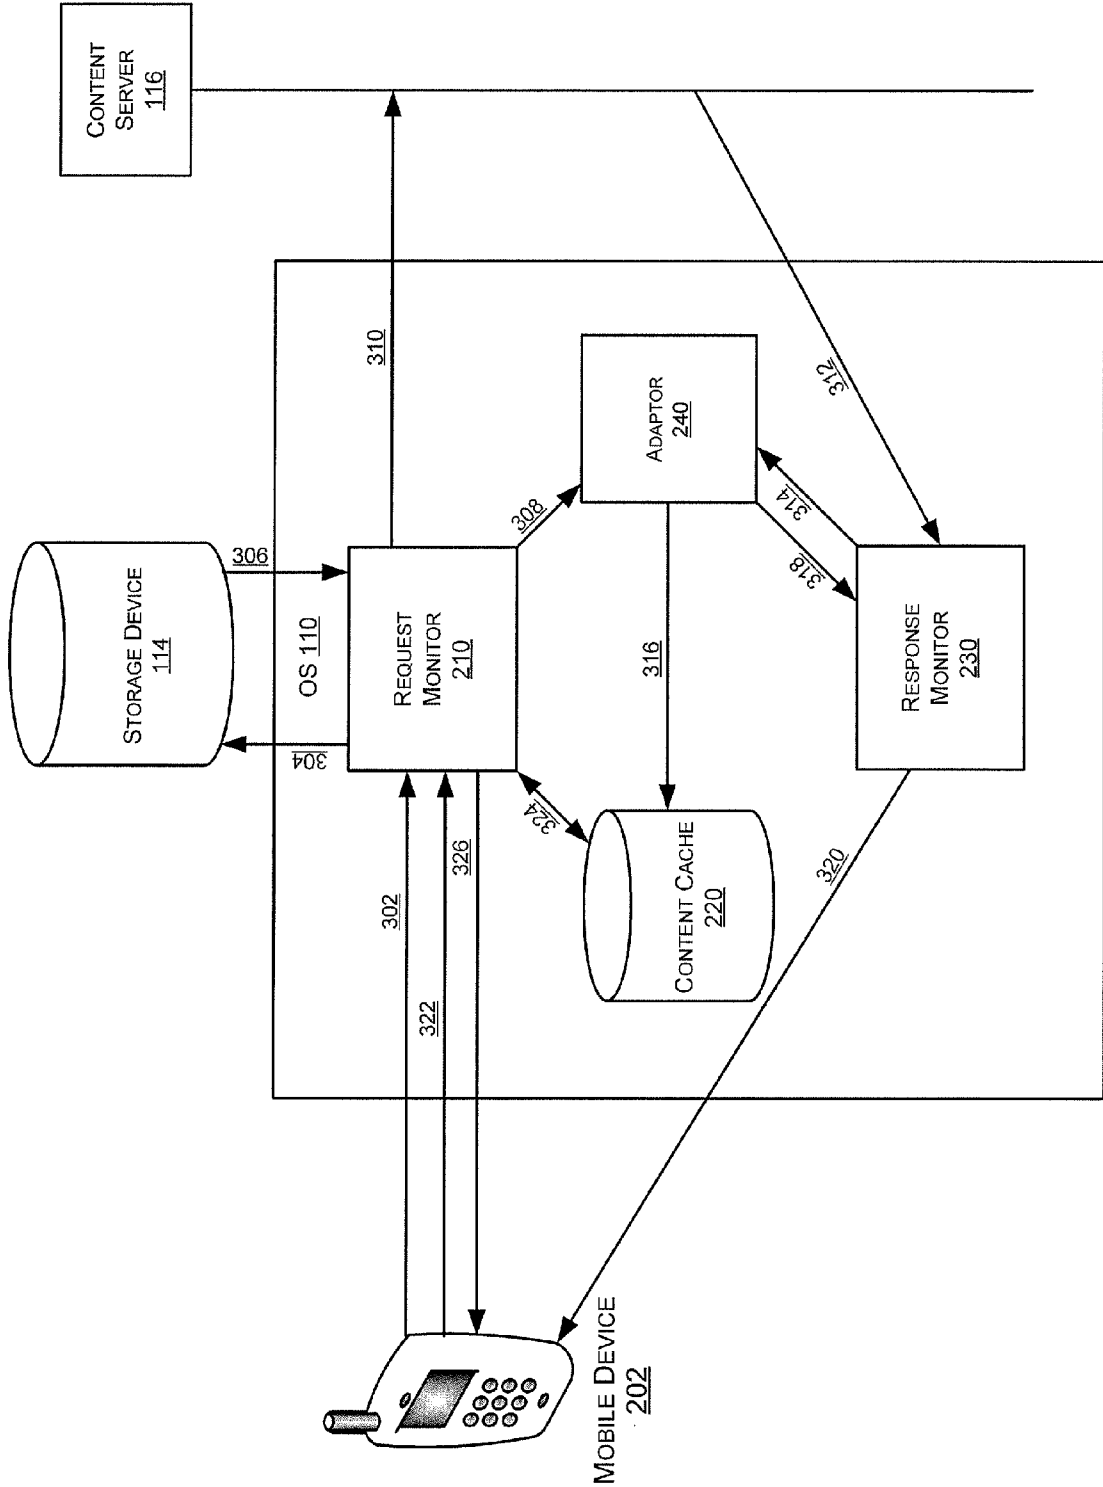 CONTENT
SERVER
116
310
312
306
STORAGE DEVICE
114
304
OS 110
REQUEST
MONITOR
210
308
ADAPTOR
240
314
318
316
RESPONSE
MONITOR
230
324
CONTENT CACHE
220
302
322
326
320
MOBILE DEVICE
202